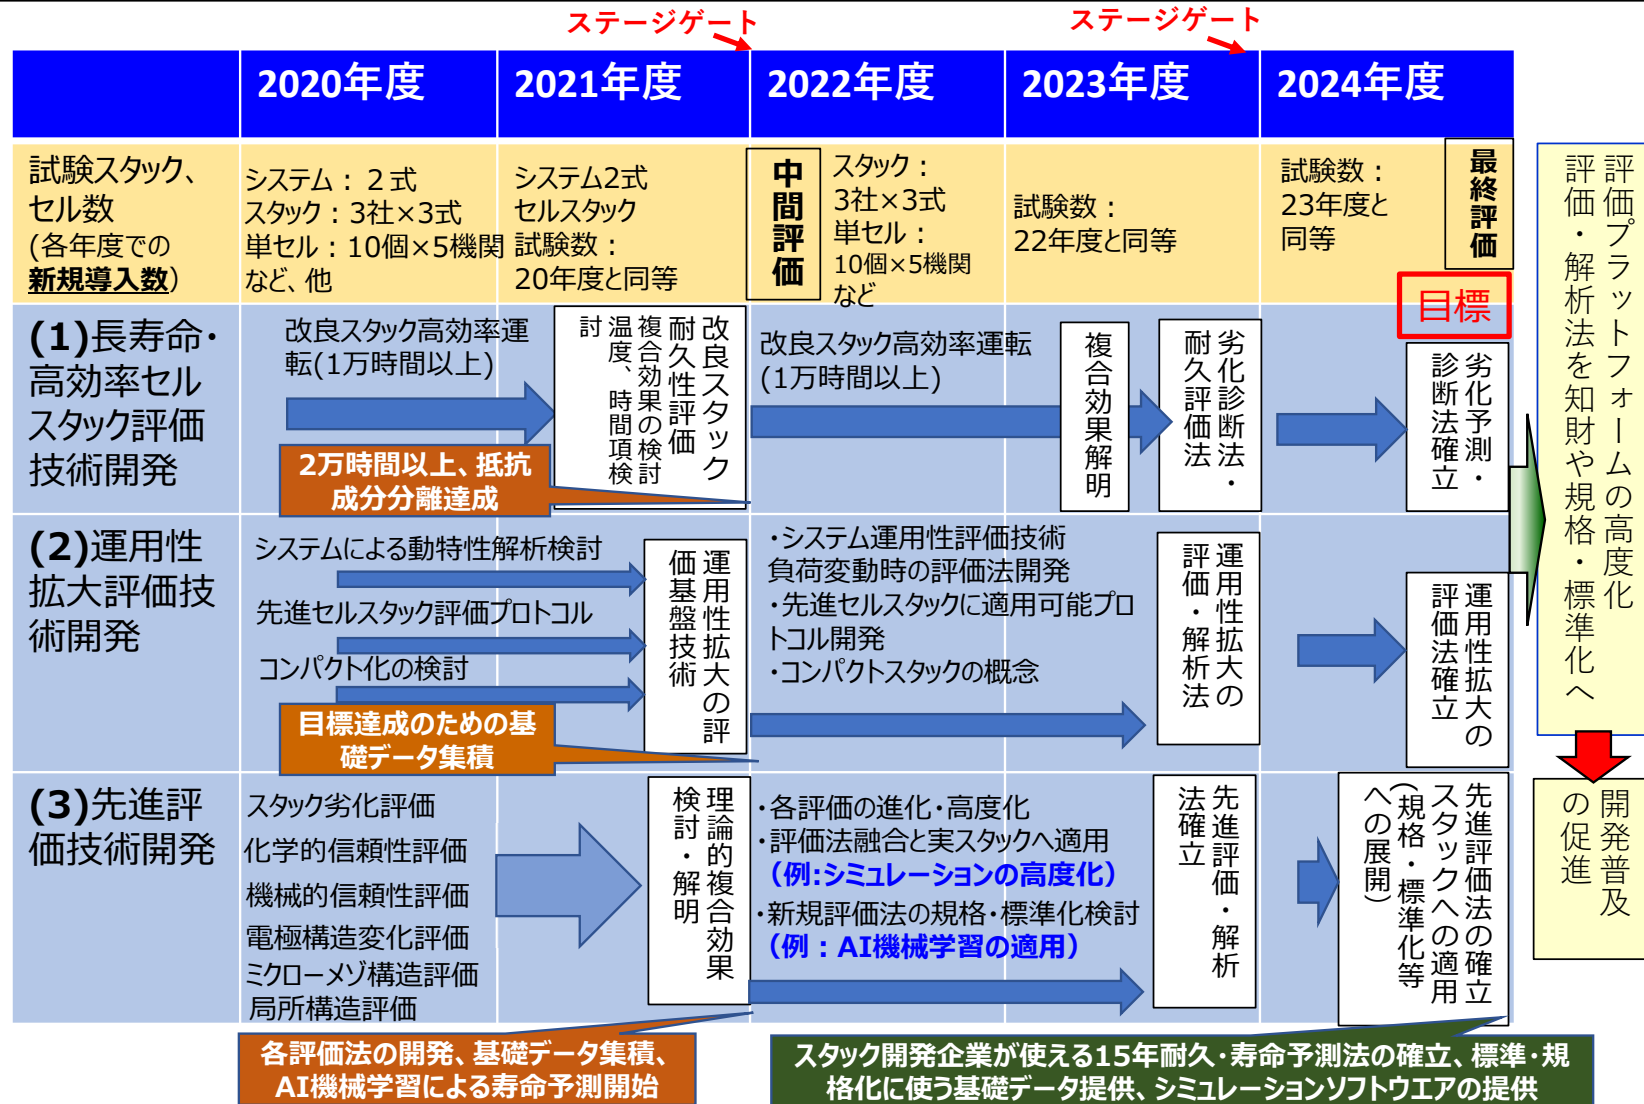 ステージゲート
ステージゲート
2020年度
2021年度
2022年度
2023年度
2024年度
試験スタック、
セル数
(各年度での
新規導入数)
システム：２式
スタック：3社×3式
単セル：10個×5機関
など、他
システム2式
セルスタック
試験数：
20年度と同等
中間評価
スタック：
3社×3式
単セル：
10個×5機関
など
試験数：
22年度と同等
試験数：
23年度と
同等
最終評価
目標
(1)長寿命・
高効率セル
スタック評価
技術開発
改良スタック高効率運
転(1万時間以上)
改良スタック
耐久性評価
複合効果の検討
温度、時間項検
討
2万時間以上、抵抗
成分分離達成
改良スタック高効率運転
(1万時間以上)
複合効果解明
劣化診断法・
耐久評価法
劣化予測・
診断法確立
(2)運用性
拡大評価技
術開発
システムによる動特性解析検討
先進セルスタック評価プロトコル
コンパクト化の検討
運用性拡大の評
価基盤技術
目標達成のための基
礎データ集積
・システム運用性評価技術
負荷変動時の評価法開発
・先進セルスタックに適用可能プロ
トコル開発
・コンパクトスタックの概念
運用性拡大の
評価・解析法
運用性拡大の
評価法確立
(3)先進評
価技術開発
スタック劣化評価
化学的信頼性評価
機械的信頼性評価
電極構造変化評価
ミクローメゾ構造評価
局所構造評価
理論的複合効果
検討・解明
・各評価の進化・高度化
・評価法融合と実スタックへ適用
（例:シミュレーションの高度化）
・新規評価法の規格・標準化検討
（例：AI機械学習の適用）
先進評価・解析
法確立
先進評価法の確立
スタックへの適用
(規格・標準化等
への展開)
各評価法の開発、基礎データ集積、
AI機械学習による寿命予測開始
スタック開発企業が使える15年耐久・寿命予測法の確立、標準・規
格化に使う基礎データ提供、シミュレーションソフトウエアの提供
評価プラットフォームの高度化
評価・解析法を知財や規格・標準化へ
開発普及
の促進